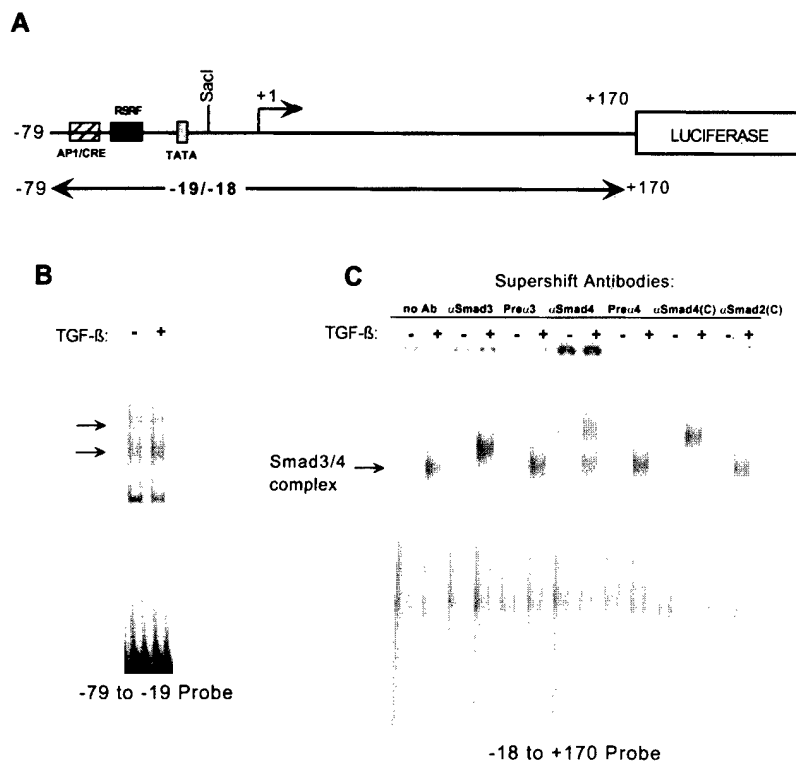 A
SacI
+1
+170
RSRF
-79
LUCIFERASE
AP1/CRE
TATA
-79
-19/-18
+170
B
C
Supershift Antibodies:
no Ab αSmad3 Preα3 αSmad4 Preα4 αSmad4(C) αSmad2(C)
TGF-ß: - +
TGF-ß: - + - + - + - + - + - + - +
Smad3/4
complex
-79 to -19 Probe
-18 to +170 Probe